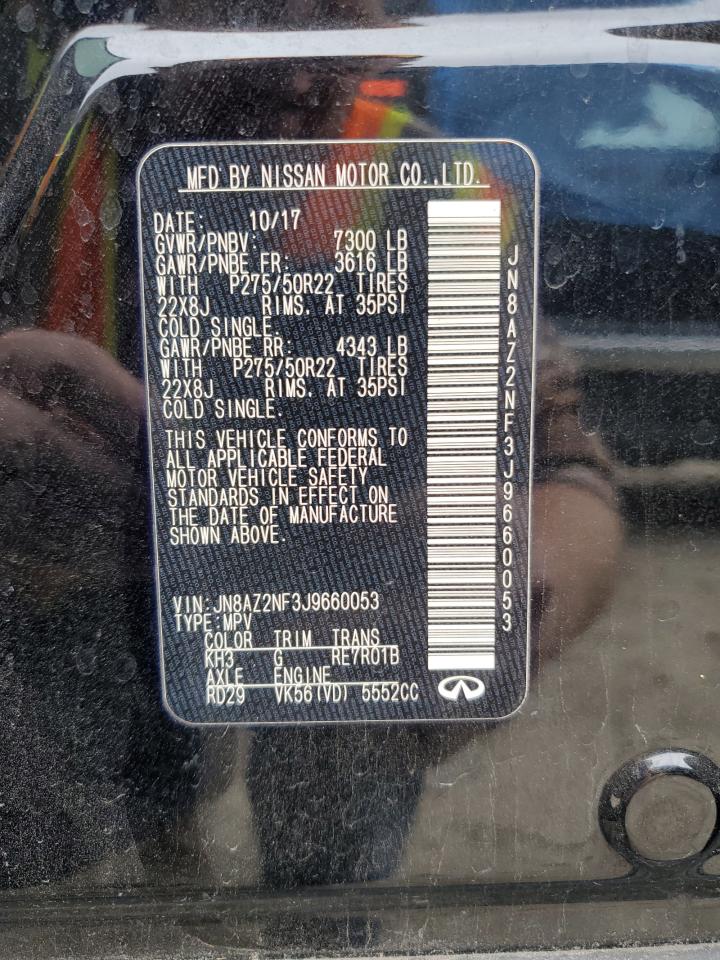 MFD BY NISSAN MOTOR CO.,LTD.
DATE: 10/17
GVWR/PNBV: 7300 LB
GAWR/PNBE FR: 3616 LB
WITH P275/50R22 TIRES
22X8J RIMS. AT 35PSI
COLD SINGLE.
GAWR/PNBE RR: 4343 LB
WITH P275/50R22 TIRES
22X8J RIMS. AT 35PSI
COLD SINGLE.
THIS VEHICLE CONFORMS TO
ALL APPLICABLE FEDERAL
MOTOR VEHICLE SAFETY
STANDARDS IN EFFECT ON
THE DATE OF MANUFACTURE
SHOWN ABOVE.
VIN:JN8AZ2NF3J9660053
TYPE:MPV
COLOR TRIM TRANS
KH3 G RE7R01B
AXLE ENGINE
RD29 VK56(VD) 5552CC
JN8AZ2NF3J9660053